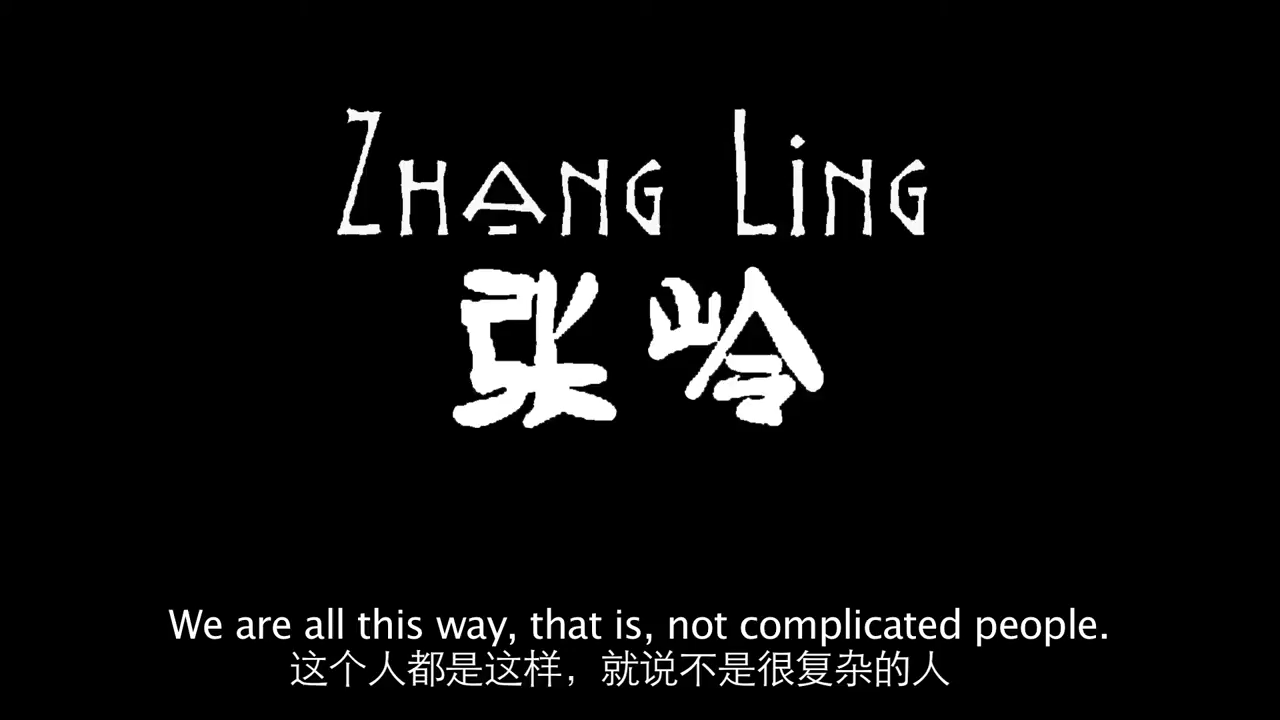 Zhang Ling
张岭
We are all this way, that is, not complicated people.
这个人都是这样，就说不是很复杂的人